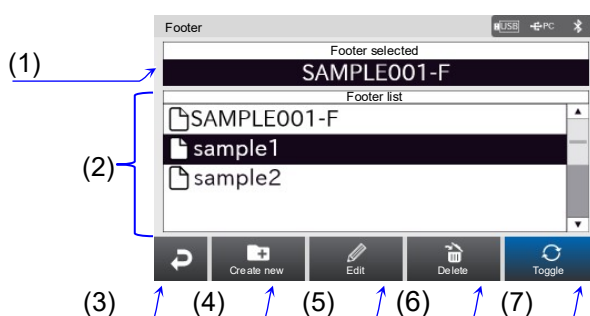 Footer
USB PC
Footer selected
SAMPLE001-F
(1)
Footer list
SAMPLE001-F
sample1
sample2
(2)
Create new
Edit
Delete
Toggle
(3) (4) (5) (6) (7)